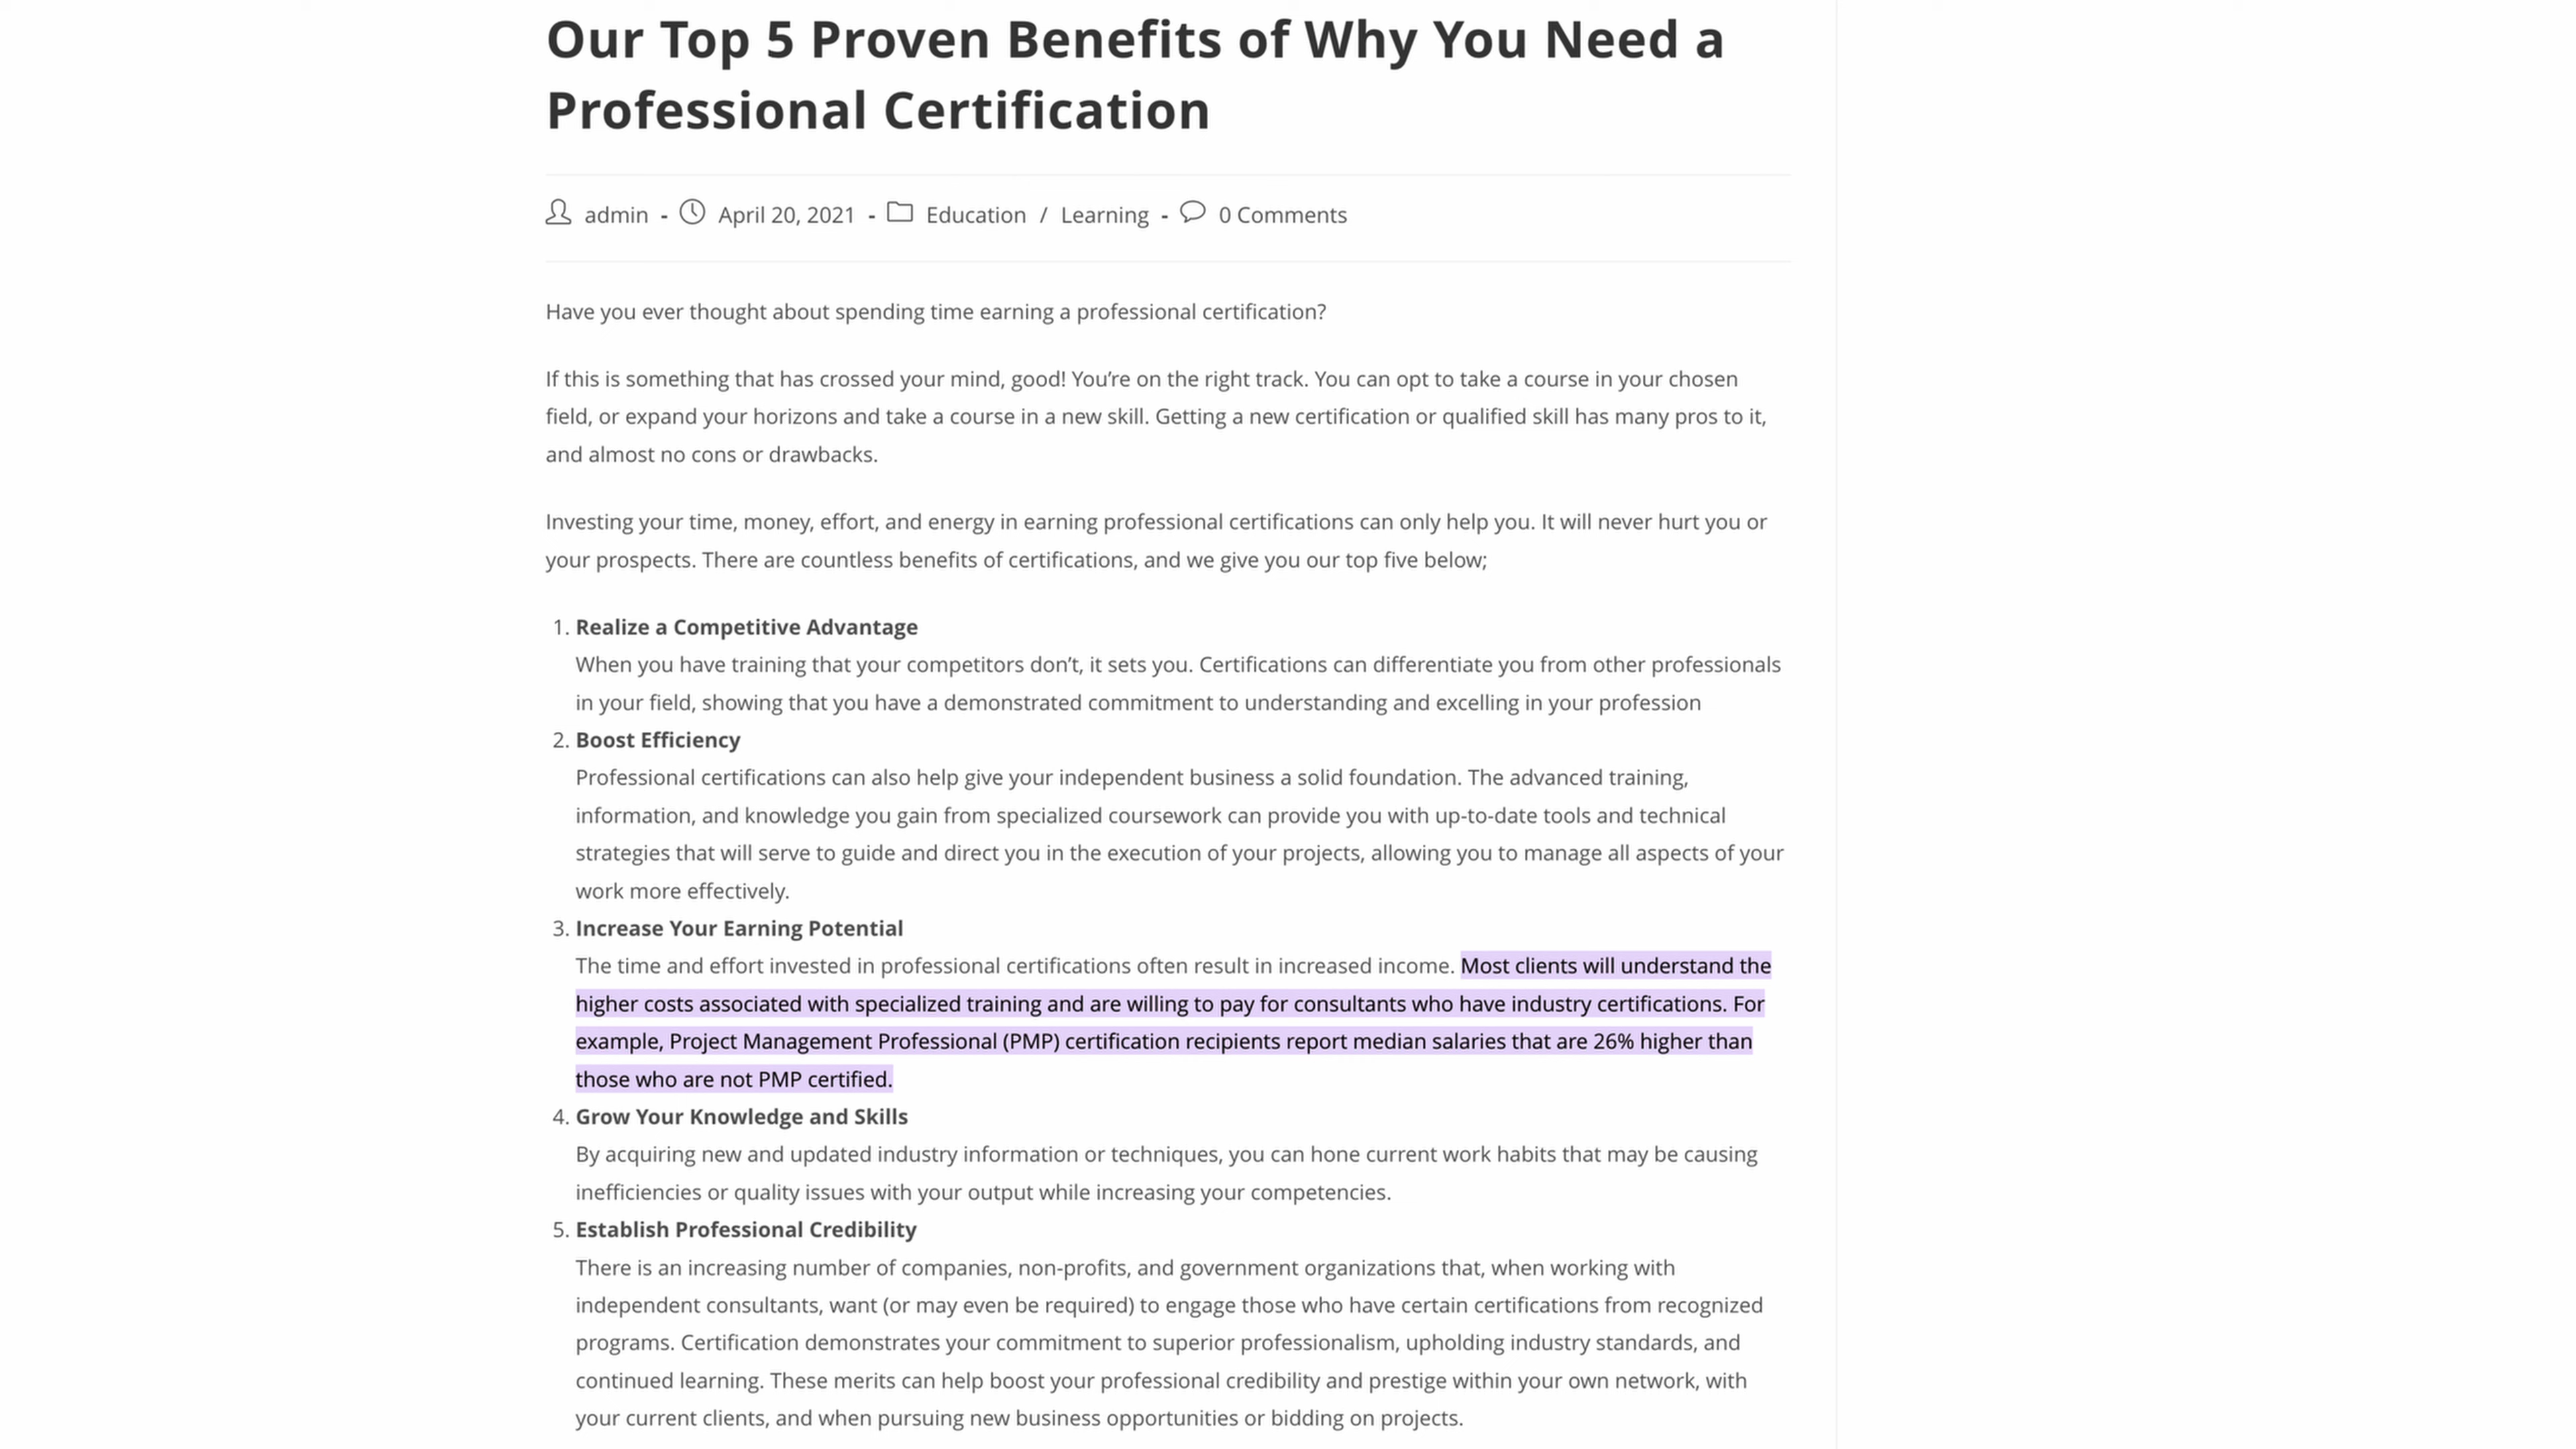 Our Top 5 Proven Benefits of Why You Need a
Professional Certification
admin - April 20, 2021 - Education / Learning - 0 Comments
Have you ever thought about spending time earning a professional certification?
If this is something that has crossed your mind, good! You’re on the right track. You can opt to take a course in your chosen
field, or expand your horizons and take a course in a new skill. Getting a new certification or qualified skill has many pros to it,
and almost no cons or drawbacks.
Investing your time, money, effort, and energy in earning professional certifications can only help you. It will never hurt you or
your prospects. There are countless benefits of certifications, and we give you our top five below;
1. Realize a Competitive Advantage
When you have training that your competitors don’t, it sets you. Certifications can differentiate you from other professionals
in your field, showing that you have a demonstrated commitment to understanding and excelling in your profession
2. Boost Efficiency
Professional certifications can also help give your independent business a solid foundation. The advanced training,
information, and knowledge you gain from specialized coursework can provide you with up-to-date tools and technical
strategies that will serve to guide and direct you in the execution of your projects, allowing you to manage all aspects of your
work more effectively.
3. Increase Your Earning Potential
The time and effort invested in professional certifications often result in increased income. Most clients will understand the
higher costs associated with specialized training and are willing to pay for consultants who have industry certifications. For
example, Project Management Professional (PMP) certification recipients report median salaries that are 26% higher than
those who are not PMP certified.
4. Grow Your Knowledge and Skills
By acquiring new and updated industry information or techniques, you can hone current work habits that may be causing
inefficiencies or quality issues with your output while increasing your competencies.
5. Establish Professional Credibility
There is an increasing number of companies, non-profits, and government organizations that, when working with
independent consultants, want (or may even be required) to engage those who have certain certifications from recognized
programs. Certification demonstrates your commitment to superior professionalism, upholding industry standards, and
continued learning. These merits can help boost your professional credibility and prestige within your own network, with
your current clients, and when pursuing new business opportunities or bidding on projects.